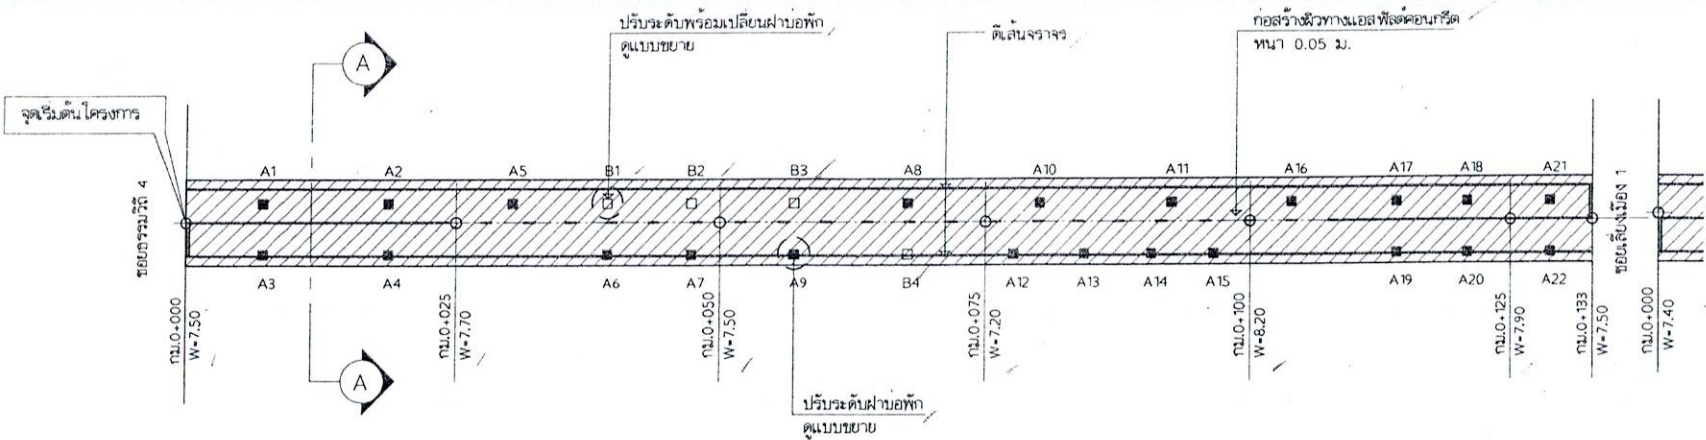 ปรับระดับพร้อมเปลี่ยนฝาบ่อพัก
ดูแบบขยาย
ตีเส้นจราจร
ก่อสร้างผิวทางแอสฟัลต์คอนกรีต
หนา 0.05 ม.
A
จุดเริ่มต้นโครงการ
A1 A2 A5 B1 B2 B3 A8 A10 A11 A16 A17 A18 A21
ซอยธรรมวิถี 4
ซอยเลี่ยงเมือง 1
A3 A4 A6 A7 A9 B4 A12 A13 A14 A15 A19 A20 A22
กม.0+000
W=7.50
กม.0+025
W=7.70
กม.0+050
W=7.50
กม.0+075
W=7.20
กม.0+100
W=8.20
กม.0+125
W=7.90
กม.0+133
W=7.50
กม.0+000
W=7.40
A
ปรับระดับฝาบ่อพัก
ดูแบบขยาย